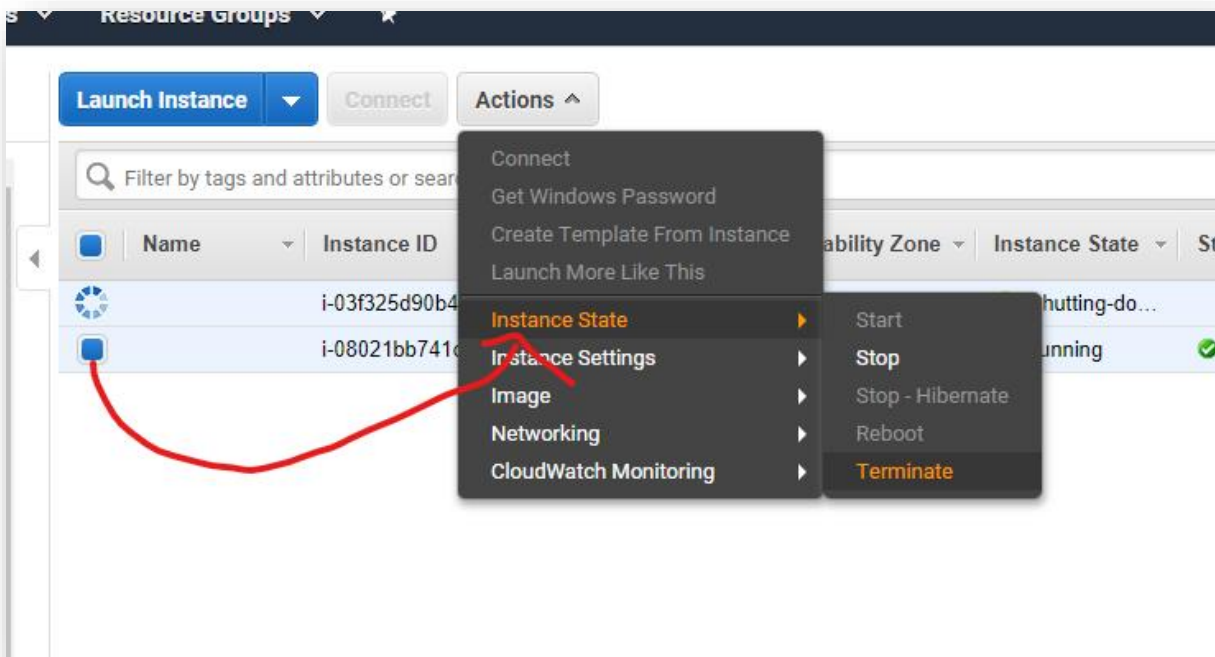 Resource Groups
Launch Instance
Connect
Actions
Filter by tags and attributes or sear
Connect
Get Windows Password
Create Template From Instance
Launch More Like This
Name
Instance ID
ability Zone
Instance State
St
i-03f325d90b4
hutting-do...
i-08021bb741
unning
Instance State
Instance Settings
Image
Networking
CloudWatch Monitoring
Start
Stop
Stop - Hibernate
Reboot
Terminate